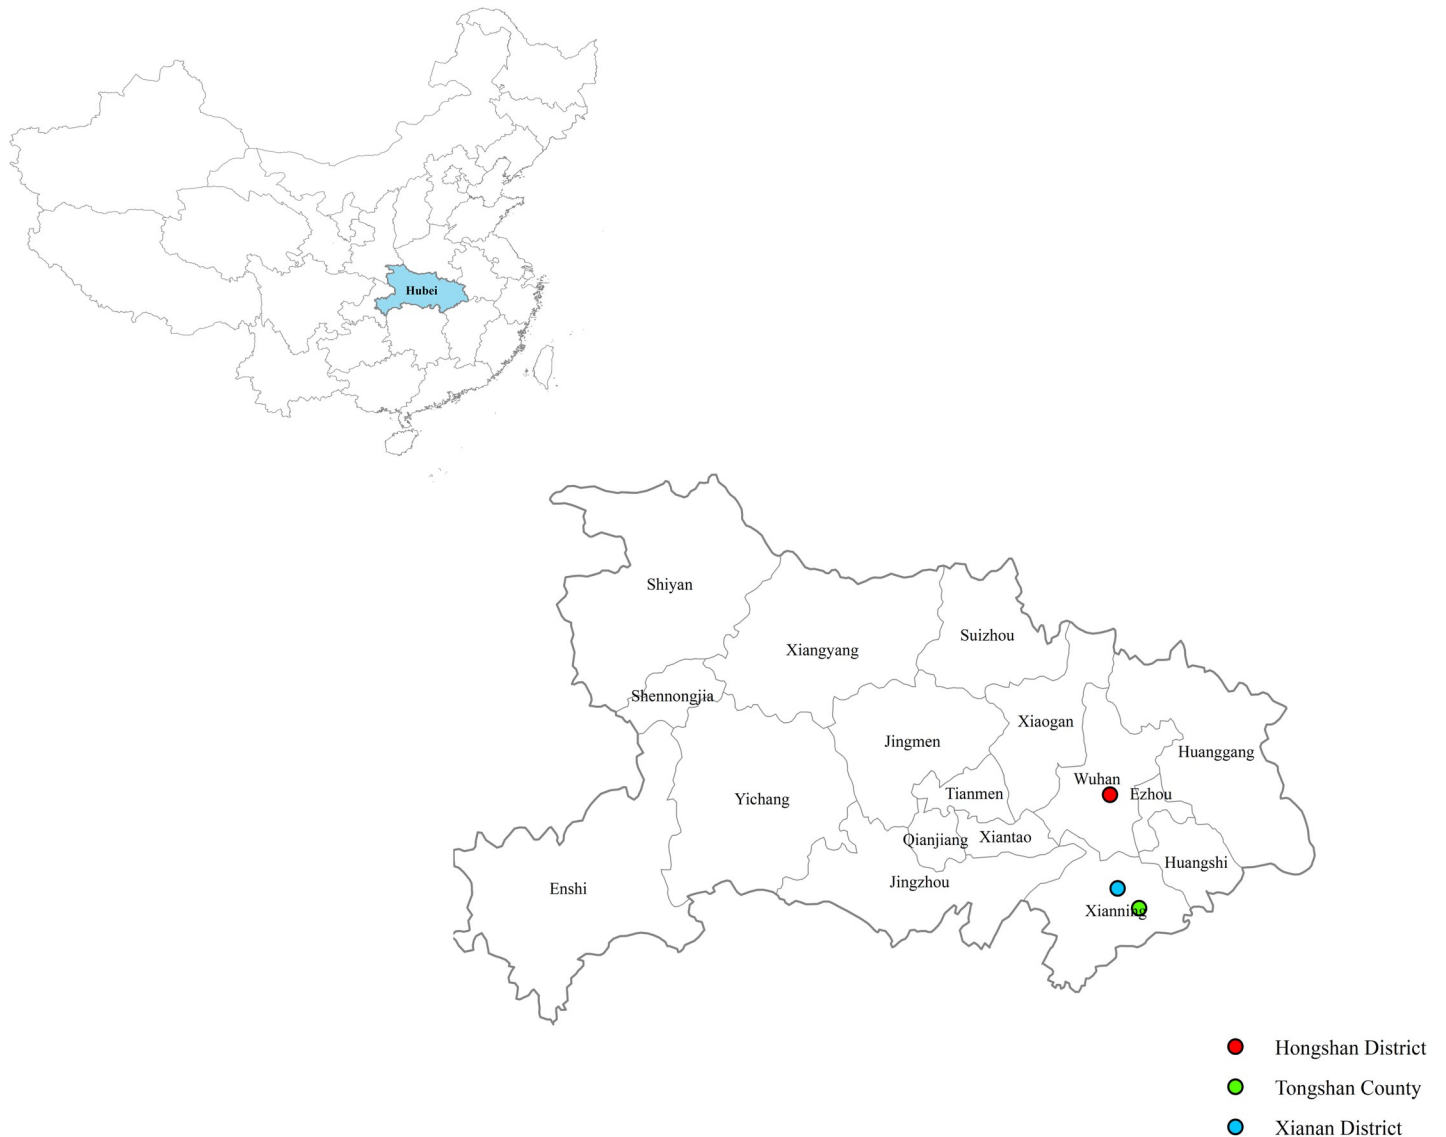 Hubei
Shiyan
Suizhou
Xiangyang
Shennongjia
Xiaogan
Jingmen
Huanggang
Wuhan
Yichang
Tianmen
Ezhou
Qianjiang
Xiantao
Huangshi
Jingzhou
Enshi
Xianning
Hongshan District
Tongshan County
Xianan District